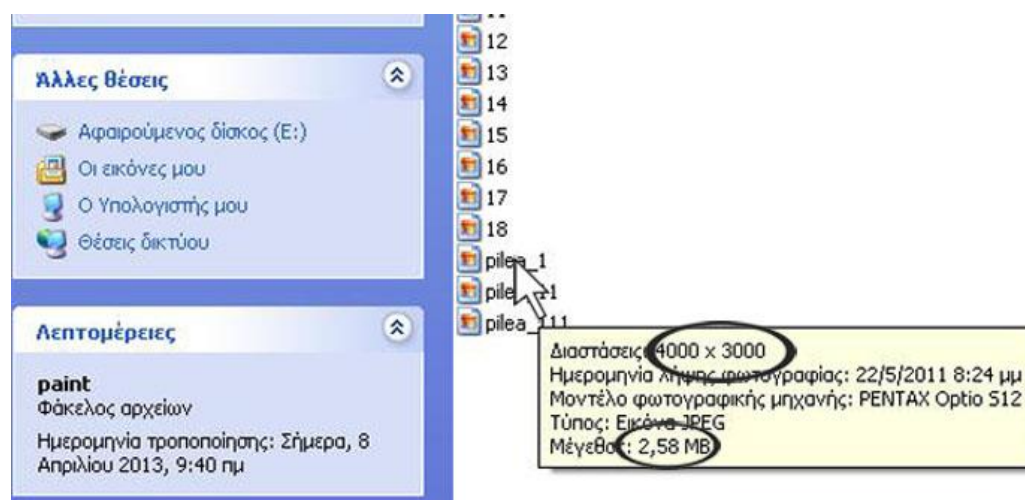 Άλλες θέσεις
Αφαιρούμενος δίσκος (E:)
Οι εικόνες μου
Ο Υπολογιστής μου
Θέσεις δικτύου
Λεπτομέρειες
paint
Φάκελος αρχείων
Ημερομηνία τροποποίησης: Σήμερα, 8
Απριλίου 2013, 9:40 πμ
12
13
14
15
16
17
18
pilea_1
pilea_111
Διαστάσεις: 4000 x 3000
Ημερομηνία λήψης φωτογραφίας: 22/5/2011 8:24 μμ
Μοντέλο φωτογραφικής μηχανής: PENTAX Optio S12
Τύπος: Εικόνα JPEG
Μέγεθος: 2,58 MB